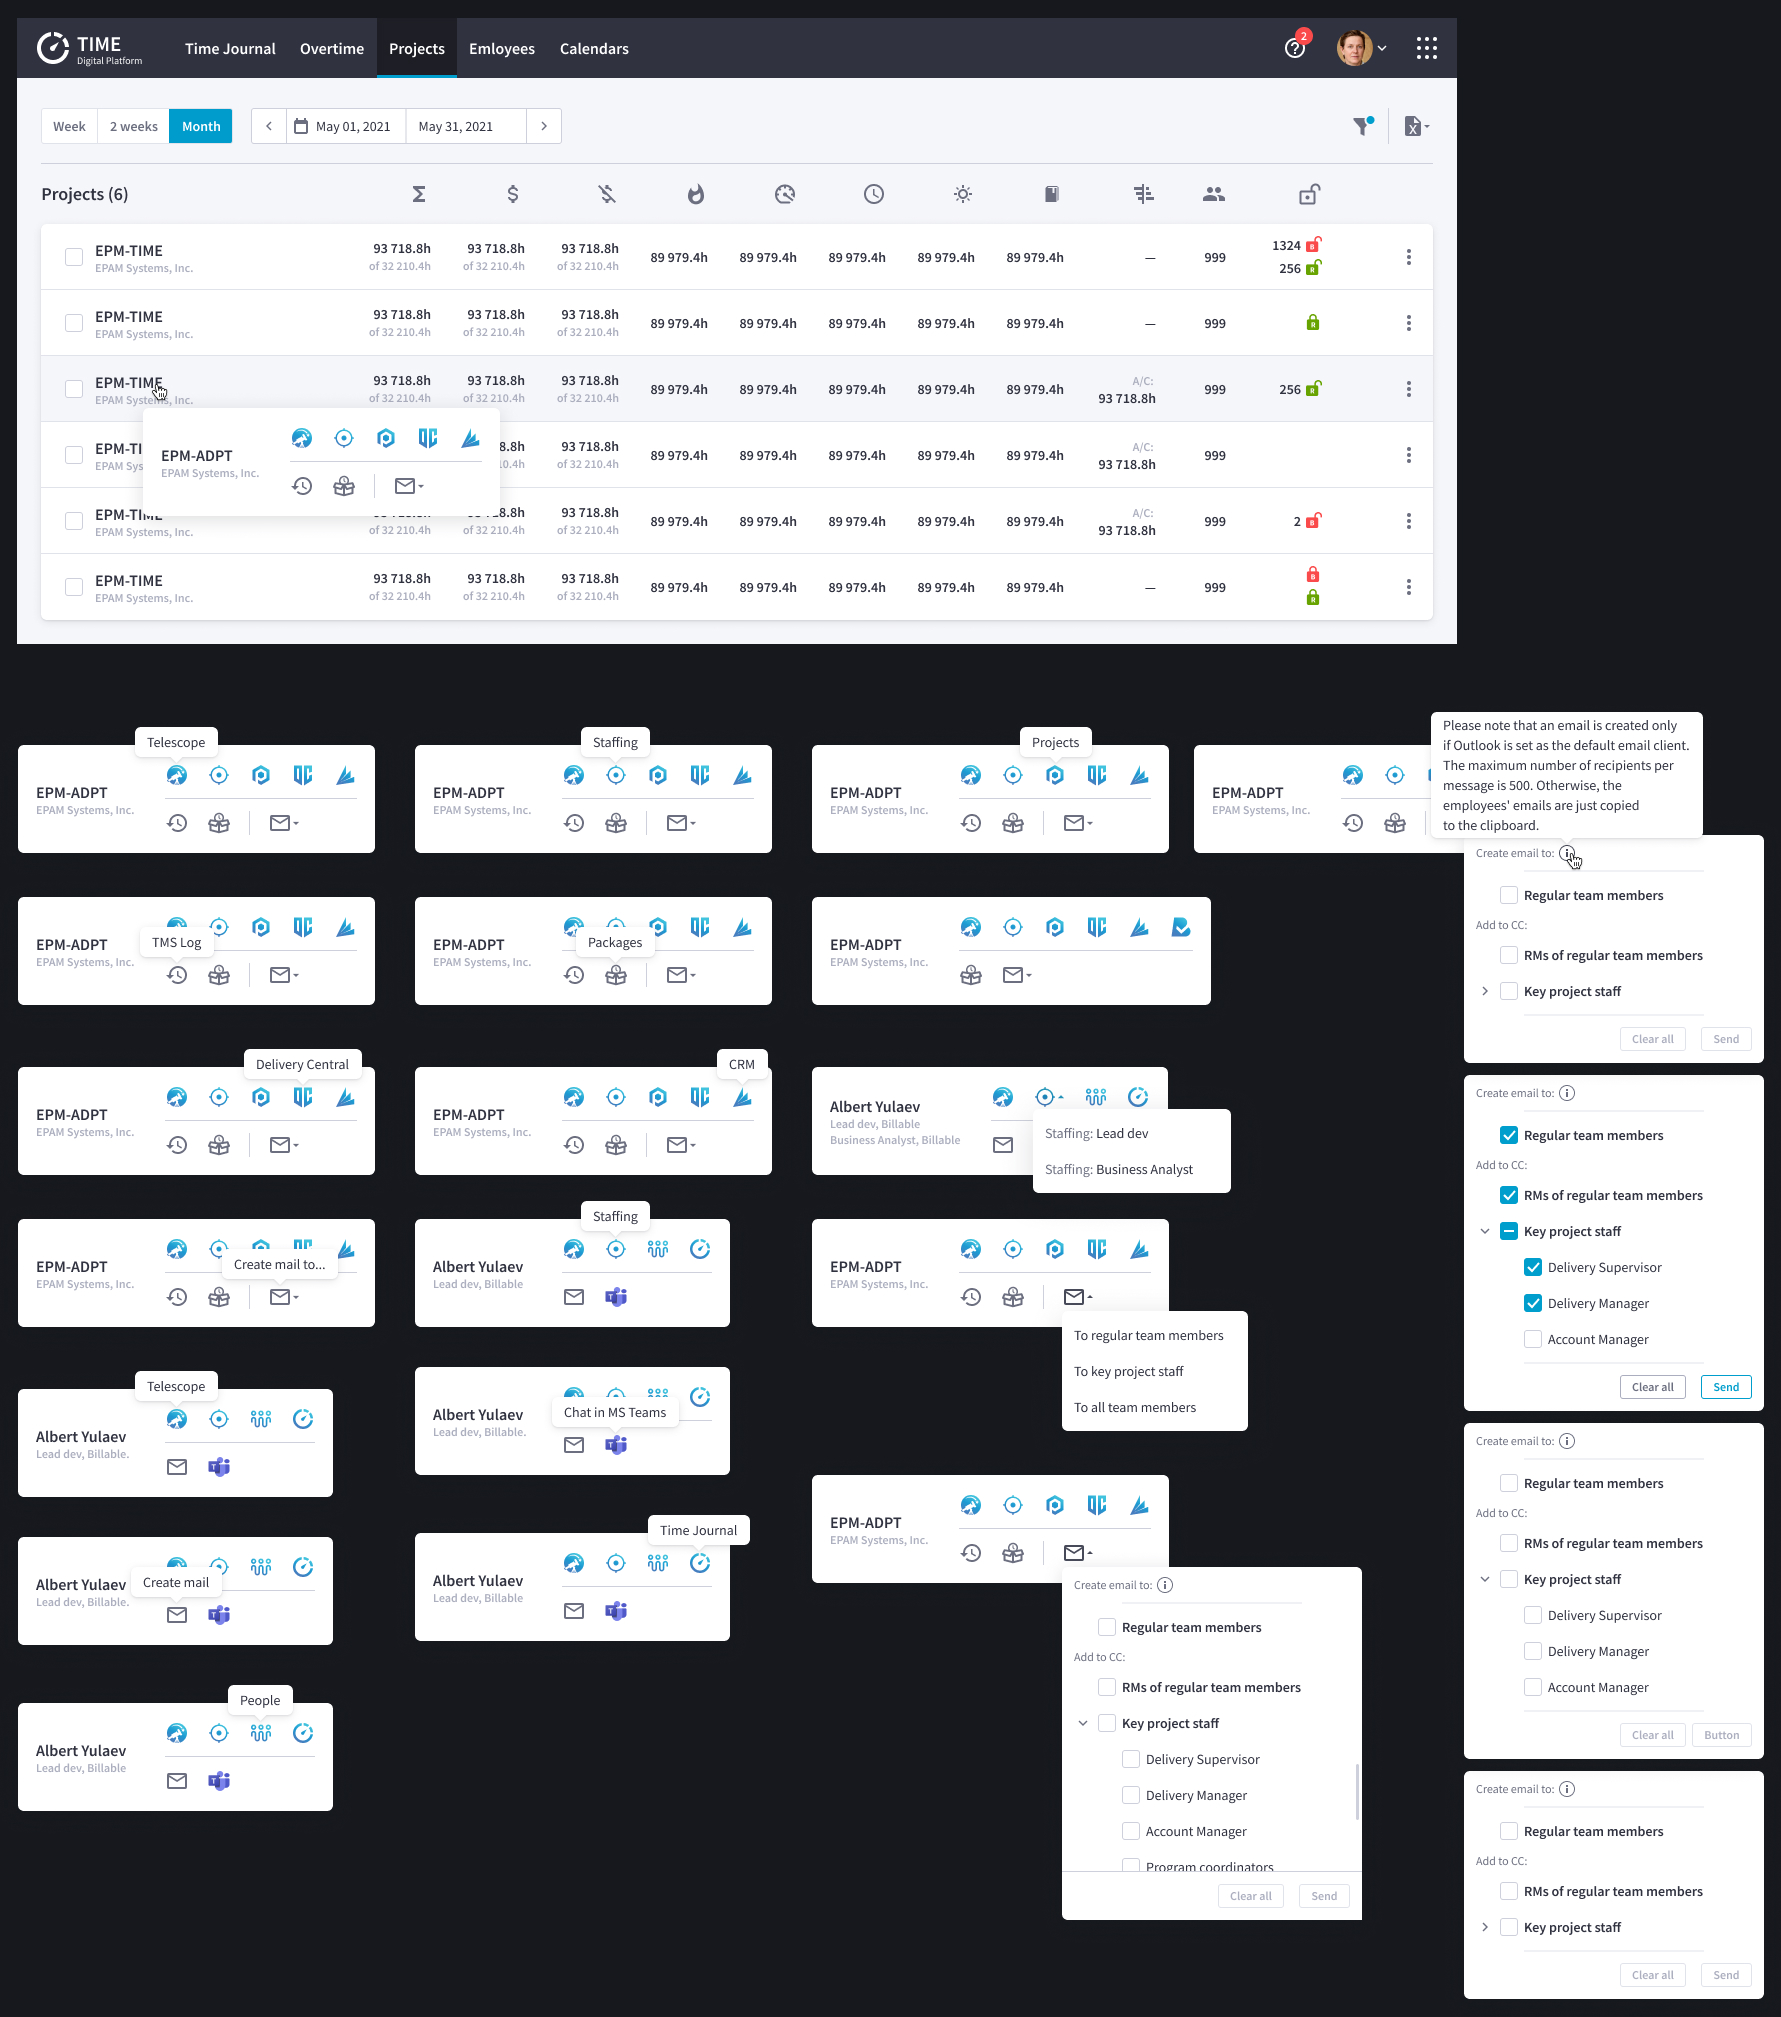 TIME
Digital Platform
Time Journal
Overtime
Projects
Emloyees
Calendars
2
Week
2 weeks
Month
May 01, 2021
May 31, 2021
Projects (6)
EPM-TIME
EPAM Systems, Inc.
93 718.8h
of 32 210.4h
93 718.8h
of 32 210.4h
93 718.8h
of 32 210.4h
89 979.4h
89 979.4h
89 979.4h
89 979.4h
89 979.4h
—
999
1324
256
EPM-TIME
EPAM Systems, Inc.
93 718.8h
of 32 210.4h
93 718.8h
of 32 210.4h
93 718.8h
of 32 210.4h
89 979.4h
89 979.4h
89 979.4h
89 979.4h
89 979.4h
—
999
EPM-TIME
EPAM Systems, Inc.
93 718.8h
of 32 210.4h
93 718.8h
of 32 210.4h
93 718.8h
of 32 210.4h
89 979.4h
89 979.4h
89 979.4h
89 979.4h
89 979.4h
A/C:
93 718.8h
999
256
EPM-ADPT
EPAM Systems, Inc.
EPM-TI
EPAM Sys
8.8h
0.4h
93 718.8h
of 32 210.4h
89 979.4h
89 979.4h
89 979.4h
89 979.4h
89 979.4h
A/C:
93 718.8h
999
EPM-TIME
EPAM Systems, Inc.
93 718.8h
of 32 210.4h
93 718.8h
of 32 210.4h
93 718.8h
of 32 210.4h
89 979.4h
89 979.4h
89 979.4h
89 979.4h
89 979.4h
A/C:
93 718.8h
999
2
EPM-TIME
EPAM Systems, Inc.
93 718.8h
of 32 210.4h
93 718.8h
of 32 210.4h
93 718.8h
of 32 210.4h
89 979.4h
89 979.4h
89 979.4h
89 979.4h
89 979.4h
—
999
Telescope
EPM-ADPT
EPAM Systems, Inc.
Staffing
EPM-ADPT
EPAM Systems, Inc.
Projects
EPM-ADPT
EPAM Systems, Inc.
EPM-ADPT
EPAM Systems, Inc.
Please note that an email is created only
if Outlook is set as the default email client.
The maximum number of recipients per
message is 500. Otherwise, the
employees' emails are just copied
to the clipboard.
Create email to:
Regular team members
Add to CC:
RMs of regular team members
Key project staff
Clear all
Send
EPM-ADPT
EPAM Systems, Inc.
TMS Log
EPM-ADPT
EPAM Systems, Inc.
Packages
EPM-ADPT
EPAM Systems, Inc.
Delivery Central
EPM-ADPT
EPAM Systems, Inc.
CRM
EPM-ADPT
EPAM Systems, Inc.
Albert Yulaev
Lead dev, Billable
Business Analyst, Billable
Staffing: Lead dev
Staffing: Business Analyst
Create email to:
Regular team members
Add to CC:
RMs of regular team members
Key project staff
Delivery Supervisor
Delivery Manager
Account Manager
Clear all
Send
EPM-ADPT
EPAM Systems, Inc.
Create mail to...
Staffing
Albert Yulaev
Lead dev, Billable
EPM-ADPT
EPAM Systems, Inc.
To regular team members
To key project staff
To all team members
Telescope
Albert Yulaev
Lead dev, Billable.
Albert Yulaev
Lead dev, Billable.
Chat in MS Teams
Create email to:
Regular team members
Add to CC:
RMs of regular team members
Key project staff
Delivery Supervisor
Delivery Manager
Account Manager
Clear all
Button
Albert Yulaev
Lead dev, Billable.
Create mail
Time Journal
Albert Yulaev
Lead dev, Billable
EPM-ADPT
EPAM Systems, Inc.
Create email to:
Regular team members
Add to CC:
RMs of regular team members
Key project staff
Delivery Supervisor
Delivery Manager
Account Manager
Program coordinators
Clear all
Send
People
Albert Yulaev
Lead dev, Billable
Create email to:
Regular team members
Add to CC:
RMs of regular team members
Key project staff
Clear all
Send